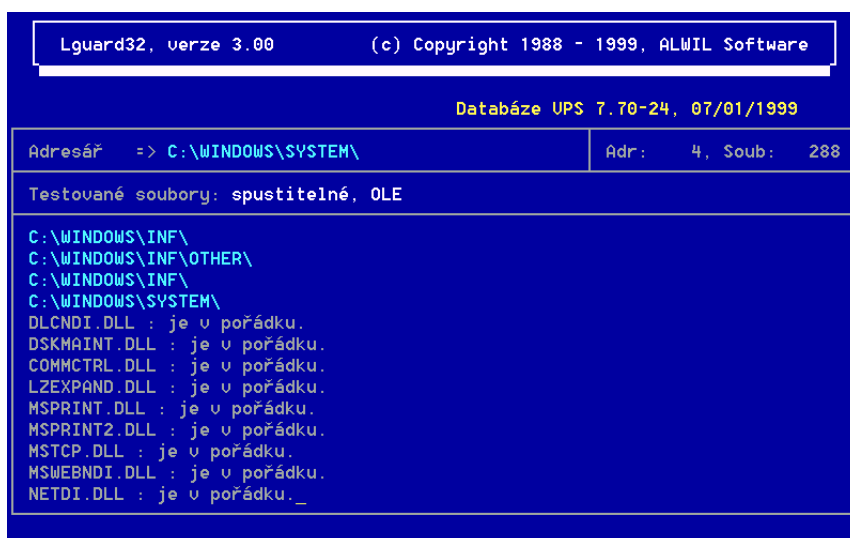 Lguard32, verze 3.00 (c) Copyright 1988 - 1999, ALWIL Software
Databáze UPS 7.70-24, 07/01/1999
Adresář => C:\WINDOWS\SYSTEM\ Adr: 4, Soub: 288
Testované soubory: spustitelné, OLE
C:\WINDOWS\INF\
C:\WINDOWS\INF\OTHER\
C:\WINDOWS\INF\
C:\WINDOWS\SYSTEM\
DLCNDI.DLL : je v pořádku.
DSKMAINT.DLL : je v pořádku.
COMMCTRL.DLL : je v pořádku.
LZEXPAND.DLL : je v pořádku.
MSPRINT.DLL : je v pořádku.
MSPRINT2.DLL : je v pořádku.
MSTCP.DLL : je v pořádku.
MSWEBNDI.DLL : je v pořádku.
NETDI.DLL : je v pořádku._